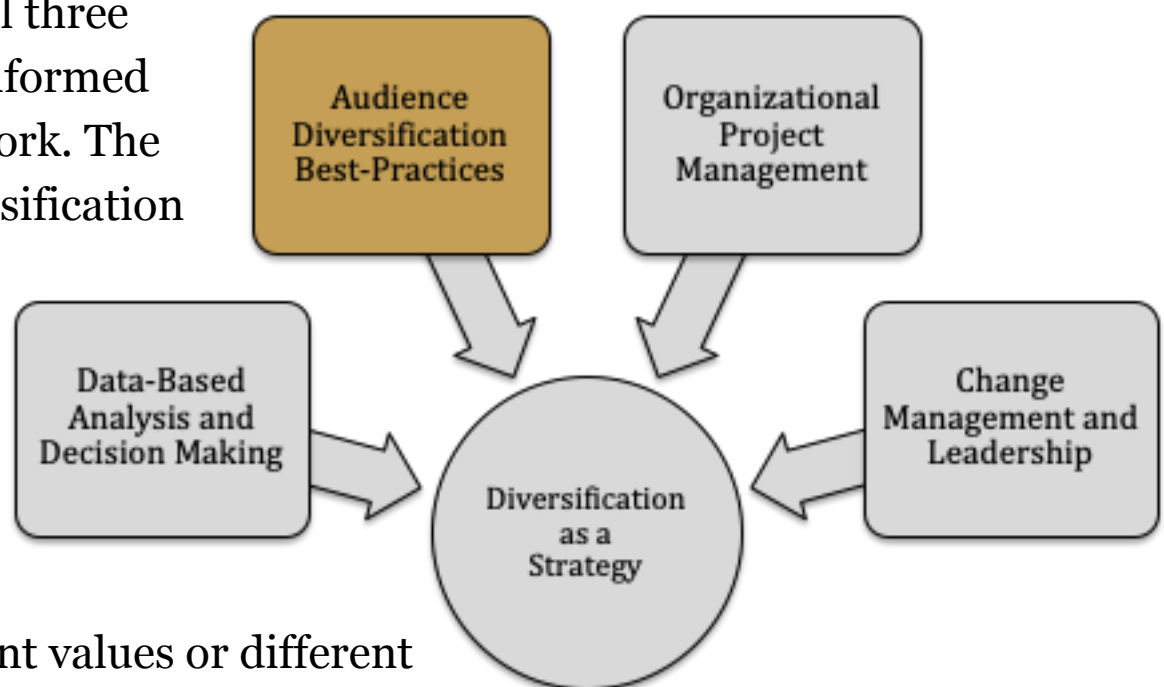 l three
formed
ork. The
sification
Audience
Diversification
Best-Practices
Organizational
Project
Management
Data-Based
Analysis and
Decision Making
Change
Management and
Leadership
Diversification
as a
Strategy
nt values or different